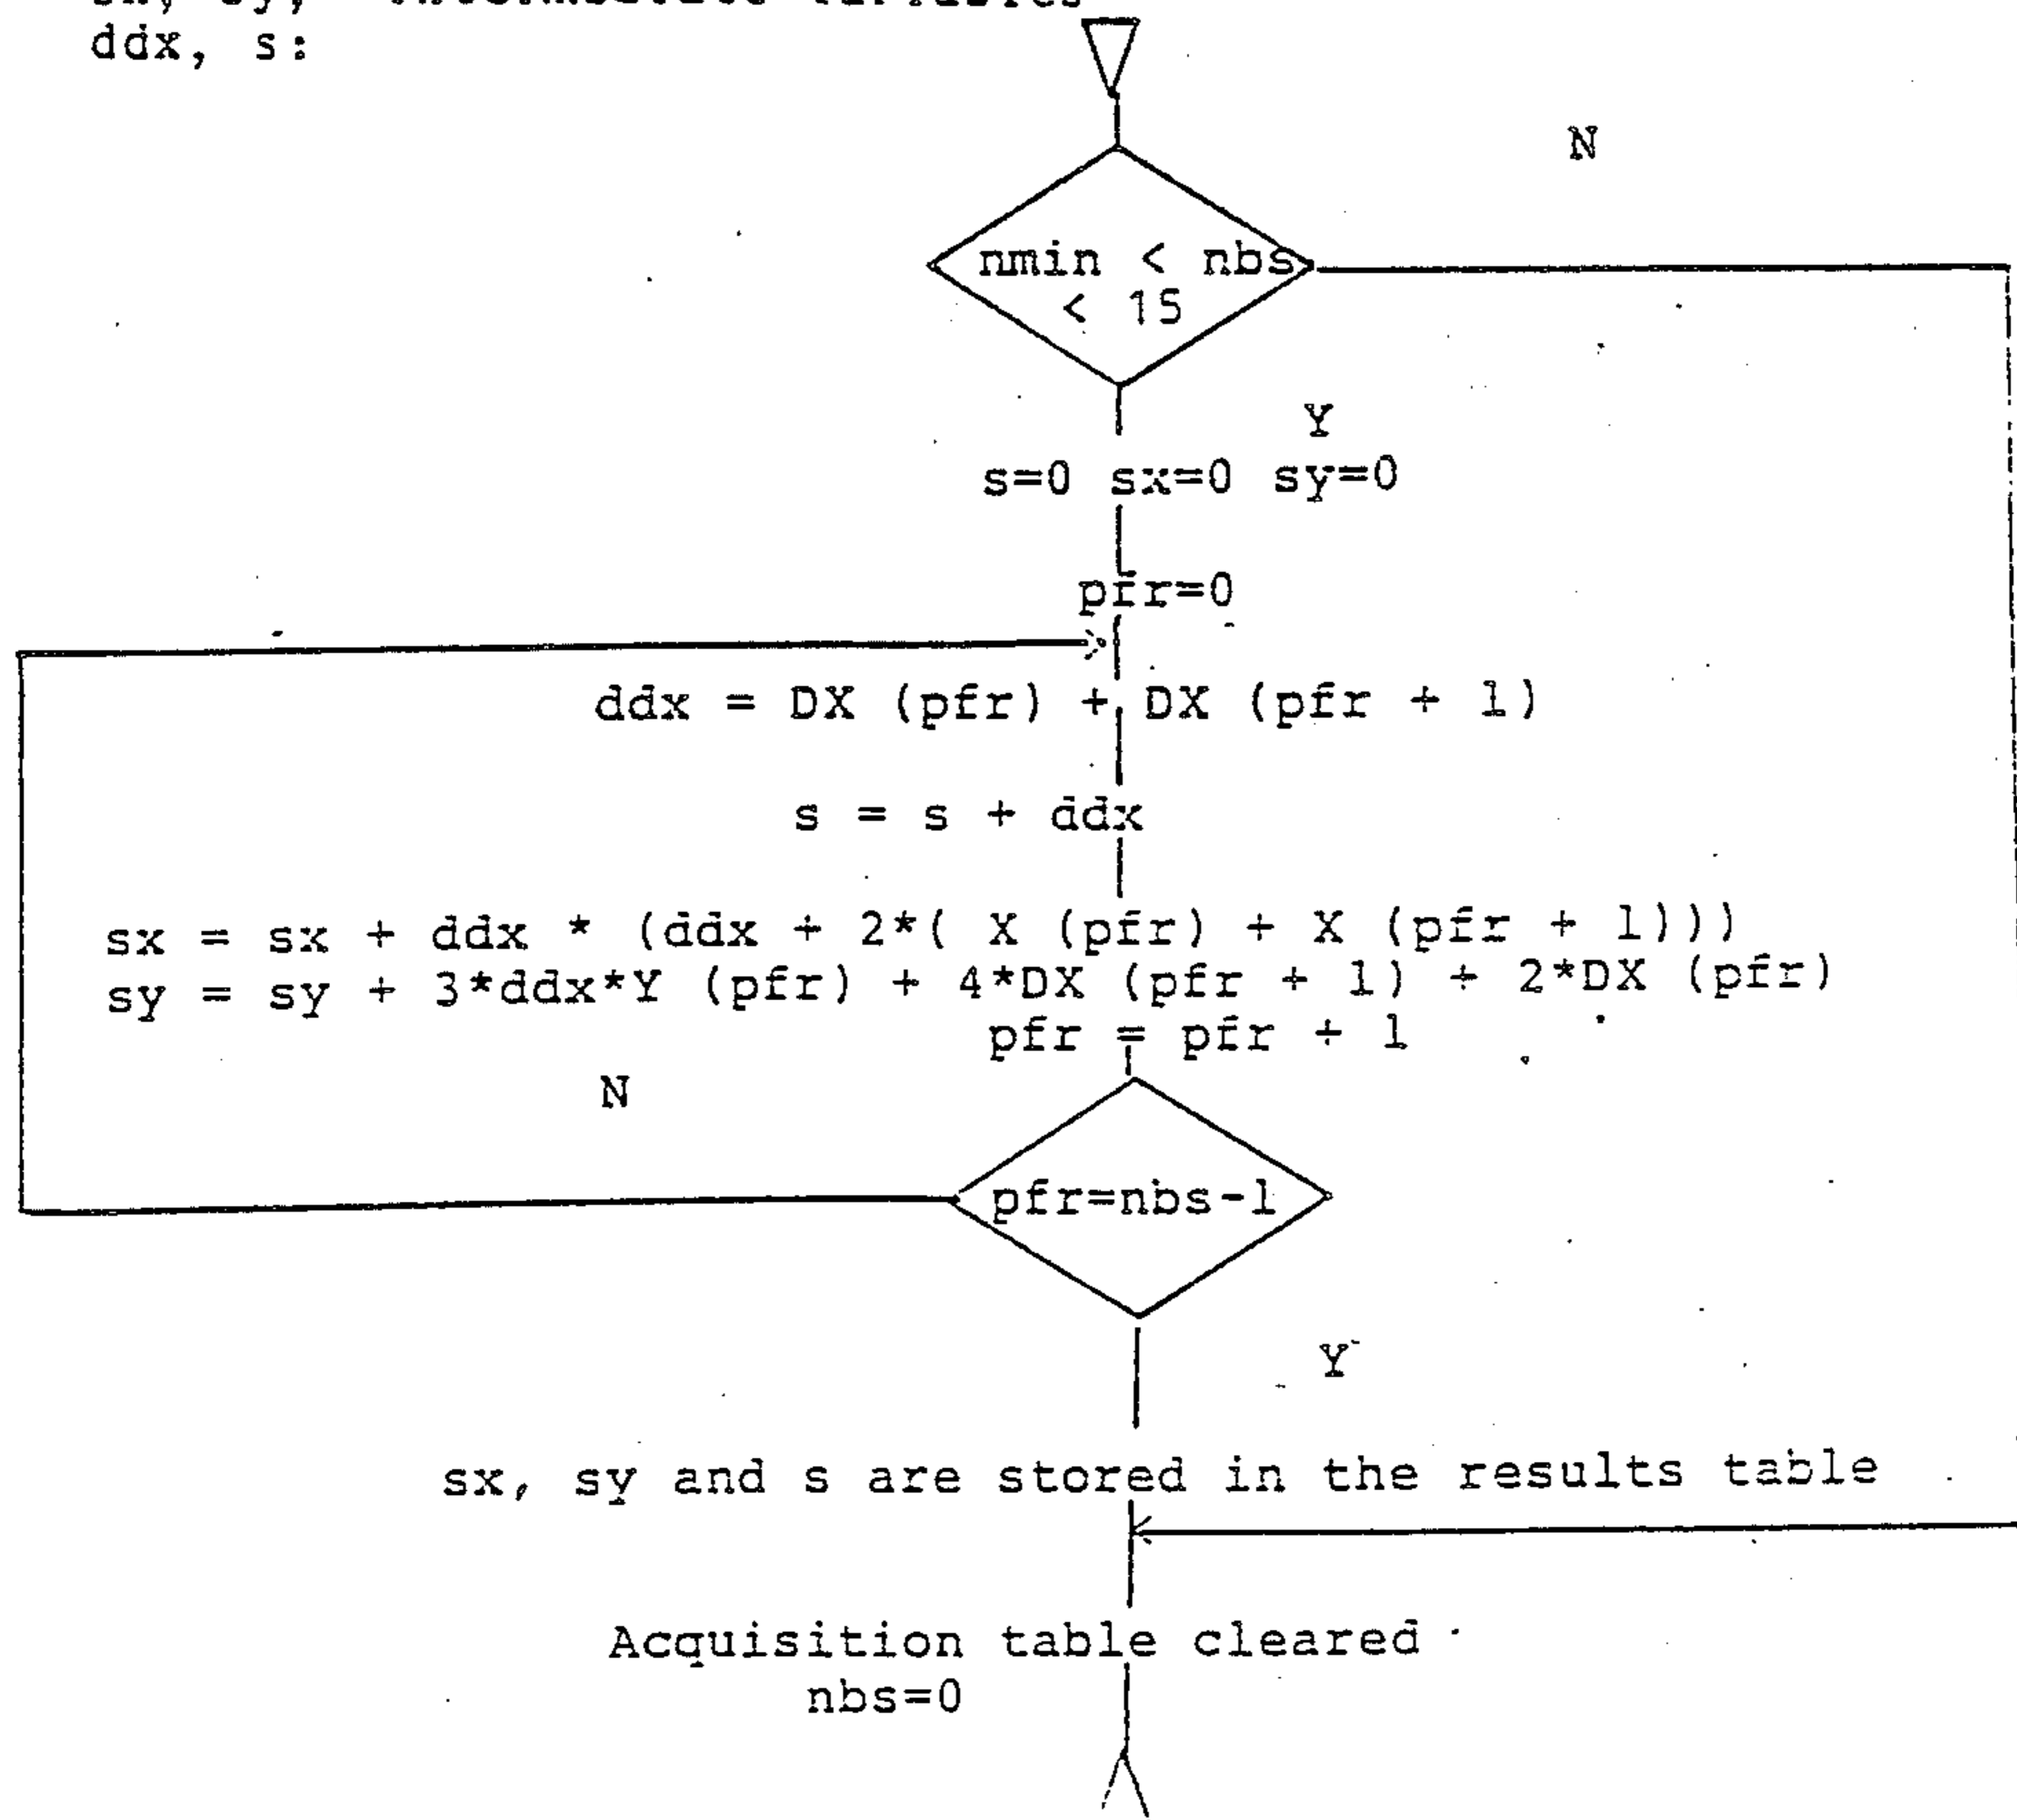 ddx, s:
N
nmin < nbs
< 15
Y
s=0 sx=0 sy=0
pfr=0
ddx = DX (pfr) + DX (pfr + 1)
s = s + ddx
sx = sx + ddx * (ddx + 2*( X (pfr) + X (pfr + 1)))
sy = sy + 3*ddx*Y (pfr) + 4*DX (pfr + 1) + 2*DX (pfr)
pfr = pfr + 1
N
pfr=nbs-1
Y
sx, sy and s are stored in the results table
Acquisition table cleared
nbs=0